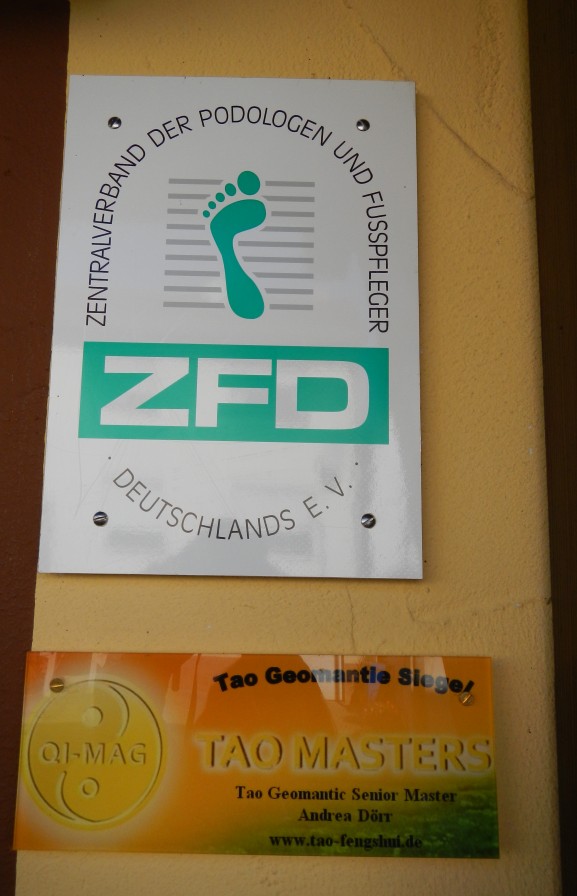 ZENTRALVERBAND DER PODOLOGEN UND FUSSPFLEGER
ZFD
· DEUTSCHLANDS E. V. ·
Tao Geomantie Siegel
QI-MAG
TAO MASTERS
Tao Geomantic Senior Master
Andrea Dörr
www.tao-fengshui.de